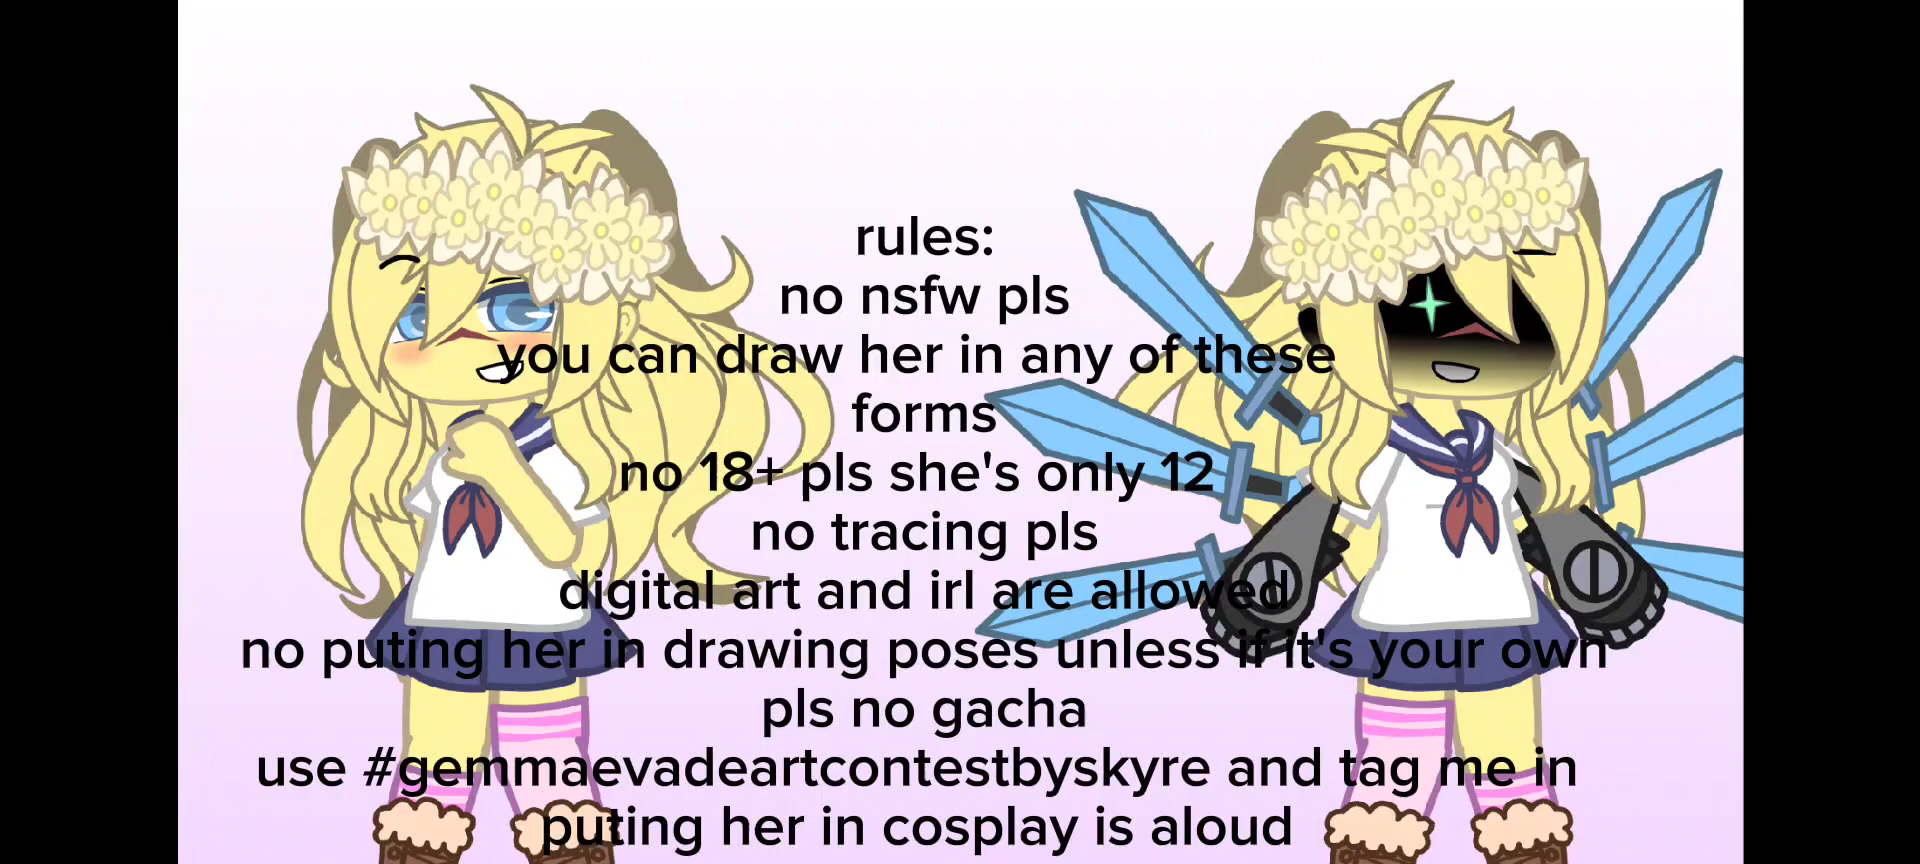 rules:
no nsfw pls
you can draw her in any of these
forms
no 18+ pls she's only 12
no tracing pls
digital art and irl are allowed
no puting her in drawing poses unless if it's your own
pls no gacha
use #gemmaevadeartcontestbyskyre and tag me in
puting her in cosplay is aloud